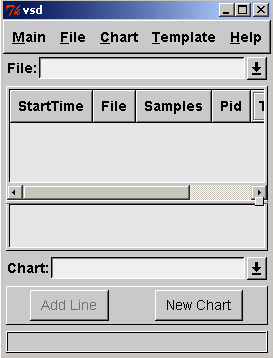 vsd
Main File Chart Template Help
File:
StartTime File Samples Pid T
Chart:
Add Line New Chart